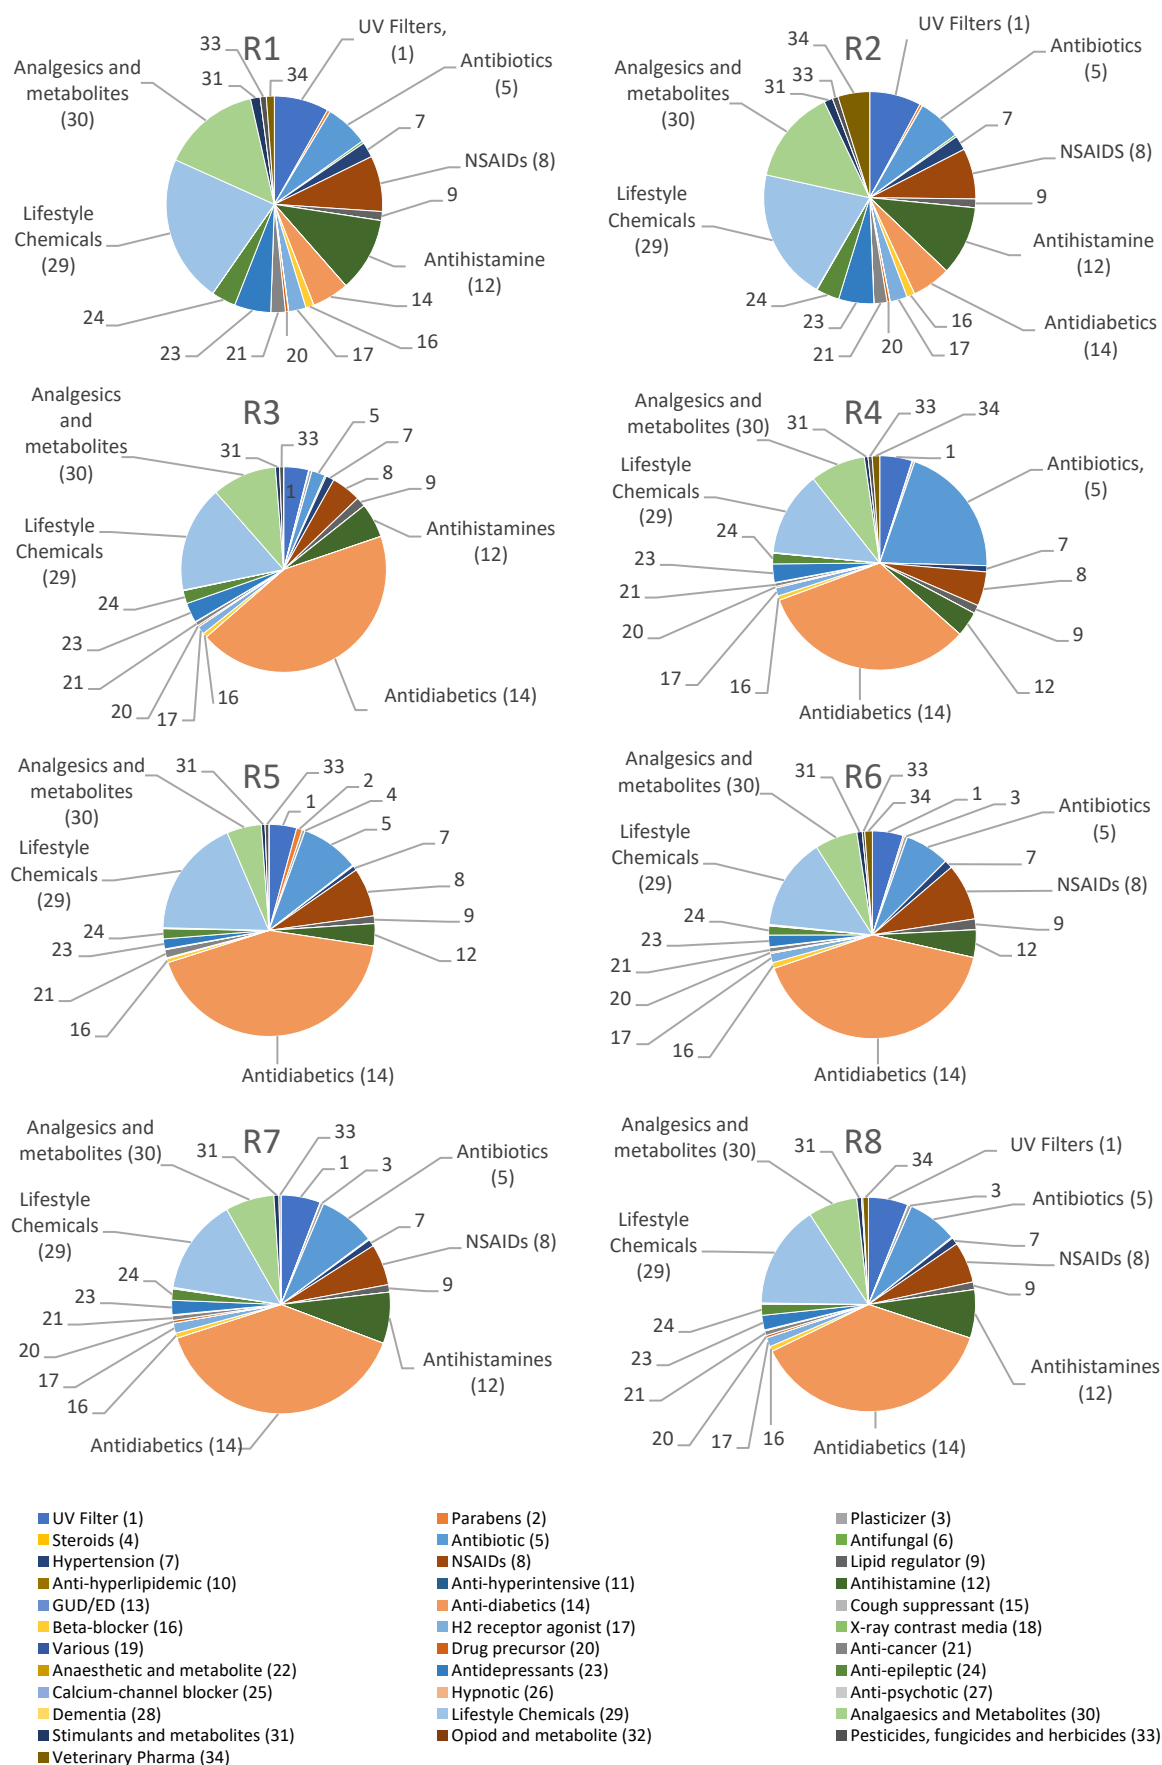 R1
UV Filters,
(1)
Antibiotics
(5)
7
NSAIDs (8)
9
Antihistamine
(12)
14
16
17
20
21
23
24
Lifestyle
Chemicals
(29)
Analgesics and
metabolites
(30)
31
33
34
R2
UV Filters (1)
Antibiotics
(5)
7
NSAIDS (8)
9
Antihistamine
(12)
Antidiabetics
(14)
16
17
20
21
23
24
Lifestyle
Chemicals
(29)
Analgesics and
metabolites
(30)
31
33
34
R3
1
5
7
8
9
Antihistamines
(12)
Antidiabetics (14)
16
17
20
21
23
24
Lifestyle
Chemicals
(29)
Analgesics
and
metabolites
(30)
31
33
R4
1
Antibiotics,
(5)
7
8
9
12
Antidiabetics (14)
16
17
20
21
23
24
Lifestyle
Chemicals
(29)
Analgesics and
metabolites (30)
31
33
34
R5
1
2
4
5
7
8
9
12
Antidiabetics (14)
16
21
23
24
Lifestyle
Chemicals
(29)
Analgesics and
metabolites
(30)
31
33
R6
1
3
Antibiotics
(5)
7
NSAIDs (8)
9
12
Antidiabetics (14)
16
17
20
21
23
24
Lifestyle
Chemicals
(29)
Analgesics and
metabolites (30)
31
33
34
R7
1
3
Antibiotics
(5)
7
NSAIDs (8)
9
Antihistamines
(12)
Antidiabetics (14)
16
17
20
21
23
24
Lifestyle
Chemicals
(29)
Analgesics and
metabolites (30)
31
33
R8
UV Filters (1)
3
Antibiotics (5)
7
NSAIDs (8)
9
Antihistamines
(12)
Antidiabetics (14)
16
17
20
21
23
24
Lifestyle
Chemicals
(29)
Analgesics and
metabolites (30)
31
34
UV Filter (1)
Parabens (2)
Plasticizer (3)
Steroids (4)
Antibiotic (5)
Antifungal (6)
Hypertension (7)
NSAIDs (8)
Lipid regulator (9)
Anti-hyperlipidemic (10)
Anti-hyperintensive (11)
Antihistamine (12)
GUD/ED (13)
Anti-diabetics (14)
Cough suppressant (15)
Beta-blocker (16)
H2 receptor agonist (17)
X-ray contrast media (18)
Various (19)
Drug precursor (20)
Anti-cancer (21)
Anaesthetic and metabolite (22)
Antidepressants (23)
Anti-epileptic (24)
Calcium-channel blocker (25)
Hypnotic (26)
Anti-psychotic (27)
Dementia (28)
Lifestyle Chemicals (29)
Analgaesics and Metabolites (30)
Stimulants and metabolites (31)
Opiod and metabolite (32)
Pesticides, fungicides and herbicides (33)
Veterinary Pharma (34)